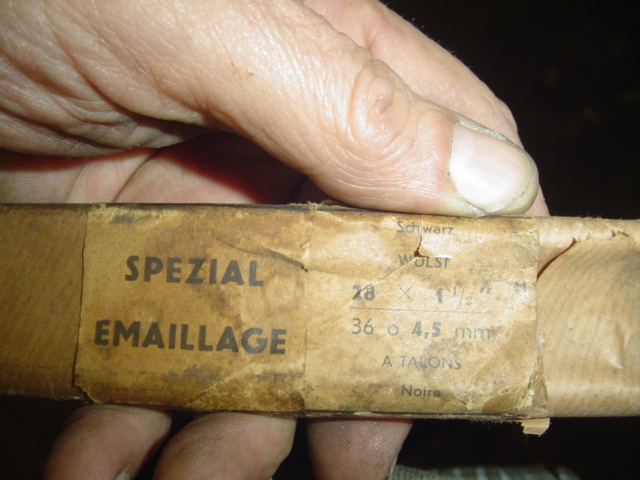 SPEZIAL
EMAILLAGE
Schwarz
WULST
28 × 1 ½"
36 o 4,5 mm
A TALONS
Noire